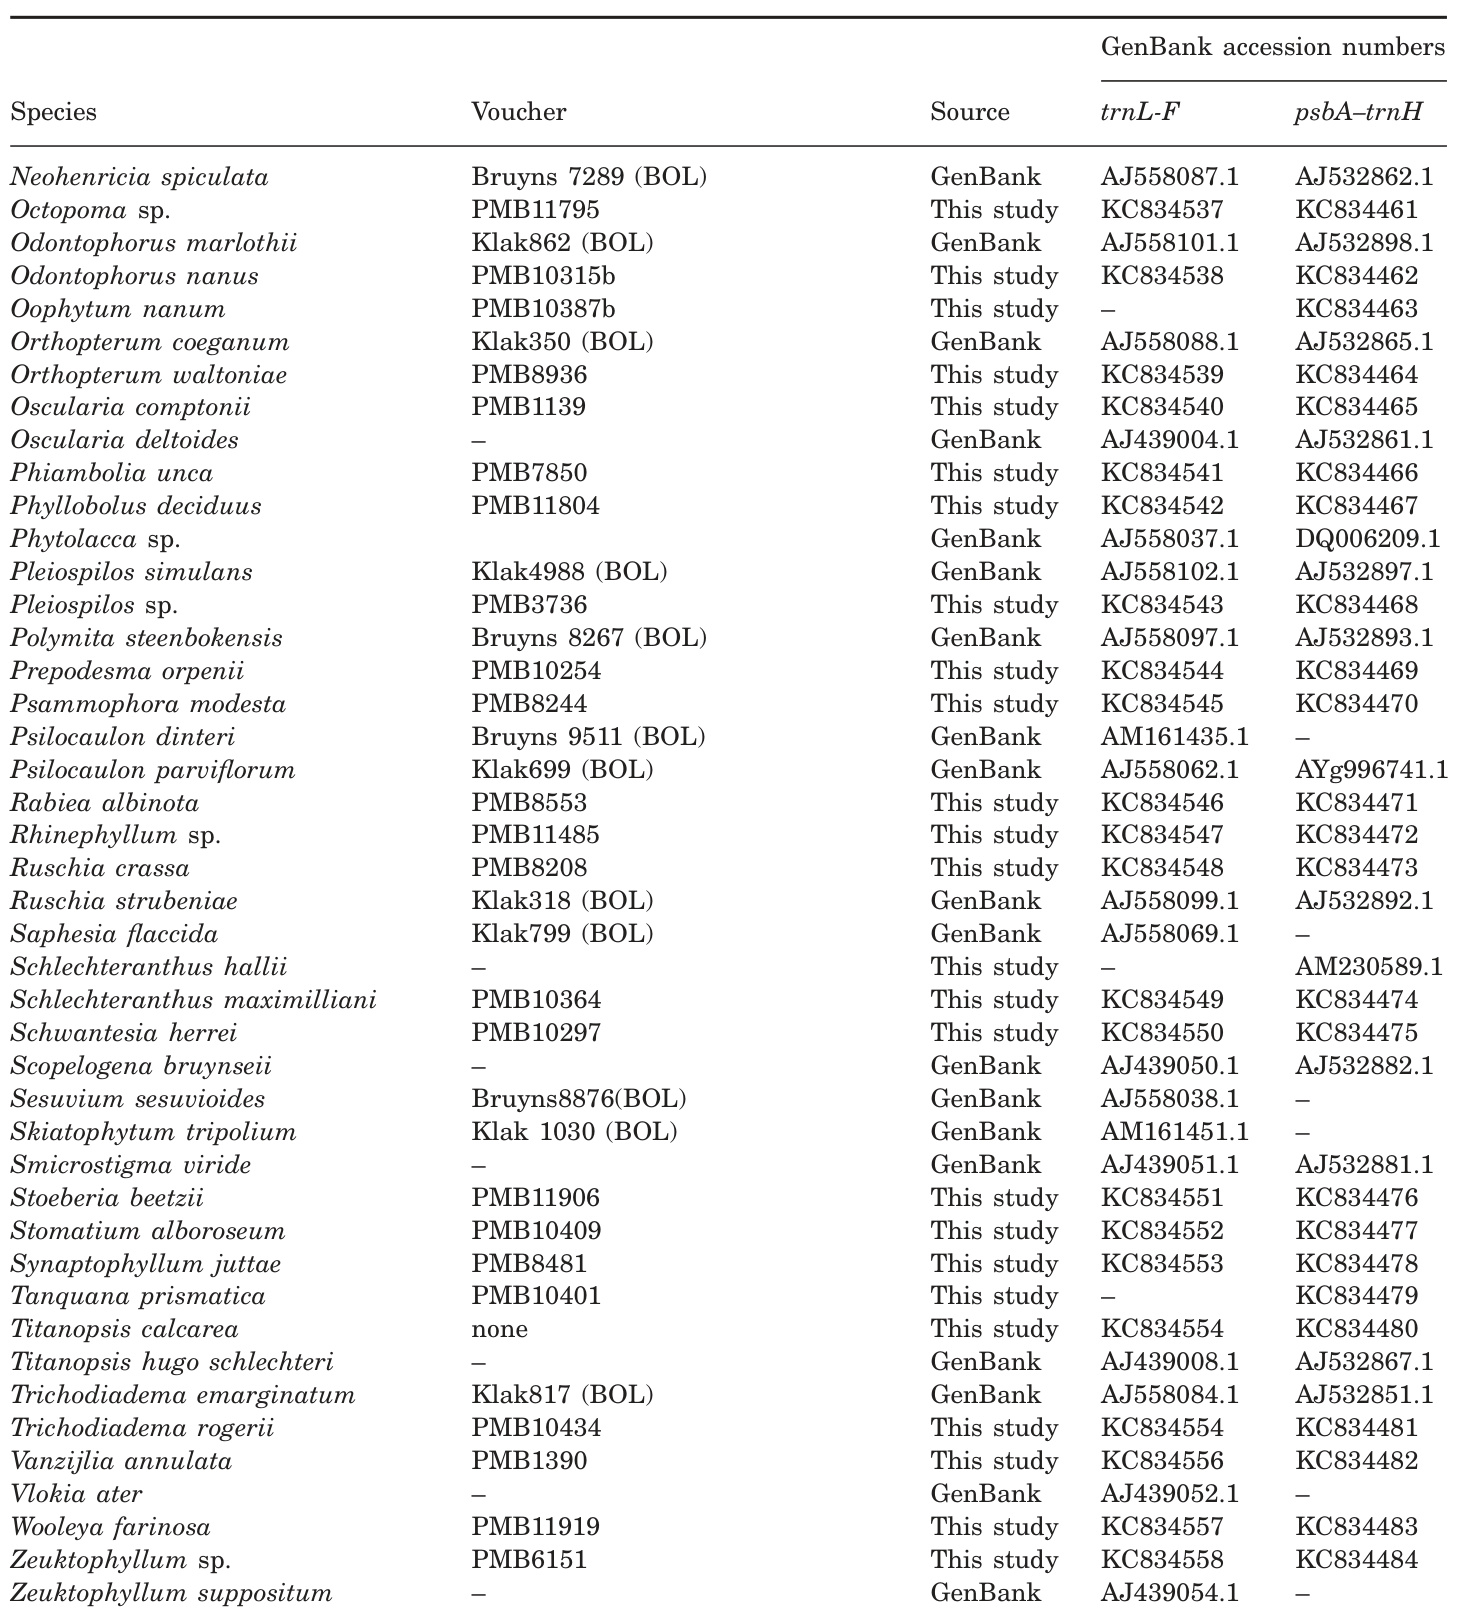 GenBank accession numbers
Species Voucher Source trnL-F psbA–trnH
Neohenricia spiculata Bruyns 7289 (BOL) GenBank AJ558087.1 AJ532862.1
Octopoma sp. PMB11795 This study KC834537 KC834461
Odontophorus marlothii Klak862 (BOL) GenBank AJ558101.1 AJ532898.1
Odontophorus nanus PMB10315b This study KC834538 KC834462
Oophytum nanum PMB10387b This study – KC834463
Orthopterum coeganum Klak350 (BOL) GenBank AJ558088.1 AJ532865.1
Orthopterum waltoniae PMB8936 This study KC834539 KC834464
Oscularia comptonii PMB1139 This study KC834540 KC834465
Oscularia deltoides – GenBank AJ439004.1 AJ532861.1
Phiambolia unca PMB7850 This study KC834541 KC834466
Phyllobolus deciduus PMB11804 This study KC834542 KC834467
Phytolacca sp. GenBank AJ558037.1 DQ006209.1
Pleiospilos simulans Klak4988 (BOL) GenBank AJ558102.1 AJ532897.1
Pleiospilos sp. PMB3736 This study KC834543 KC834468
Polymita steenbokensis Bruyns 8267 (BOL) GenBank AJ558097.1 AJ532893.1
Prepodesma orpenii PMB10254 This study KC834544 KC834469
Psammophora modesta PMB8244 This study KC834545 KC834470
Psilocaulon dinteri Bruyns 9511 (BOL) GenBank AM161435.1 –
Psilocaulon parviflorum Klak699 (BOL) GenBank AJ558062.1 AYg996741.1
Rabiea albinota PMB8553 This study KC834546 KC834471
Rhinephyllum sp. PMB11485 This study KC834547 KC834472
Ruschia crassa PMB8208 This study KC834548 KC834473
Ruschia strubeniae Klak318 (BOL) GenBank AJ558099.1 AJ532892.1
Saphesia flaccida Klak799 (BOL) GenBank AJ558069.1 –
Schlechteranthus hallii – This study – AM230589.1
Schlechteranthus maximilliani PMB10364 This study KC834549 KC834474
Schwantesia herrei PMB10297 This study KC834550 KC834475
Scopelogena bruynseii – GenBank AJ439050.1 AJ532882.1
Sesuvium sesuvioides Bruyns8876(BOL) GenBank AJ558038.1 –
Skiatophytum tripolium Klak 1030 (BOL) GenBank AM161451.1 –
Smicrostigma viride – GenBank AJ439051.1 AJ532881.1
Stoeberia beetzii PMB11906 This study KC834551 KC834476
Stomatium alboroseum PMB10409 This study KC834552 KC834477
Synaptophyllum juttae PMB8481 This study KC834553 KC834478
Tanquana prismatica PMB10401 This study – KC834479
Titanopsis calcarea none This study KC834554 KC834480
Titanopsis hugo schlechteri – GenBank AJ439008.1 AJ532867.1
Trichodiadema emarginatum Klak817 (BOL) GenBank AJ558084.1 AJ532851.1
Trichodiadema rogerii PMB10434 This study KC834554 KC834481
Vanzijlia annulata PMB1390 This study KC834556 KC834482
Vlokia ater – GenBank AJ439052.1 –
Wooleya farinosa PMB11919 This study KC834557 KC834483
Zeuktophyllum sp. PMB6151 This study KC834558 KC834484
Zeuktophyllum suppositum – GenBank AJ439054.1 –